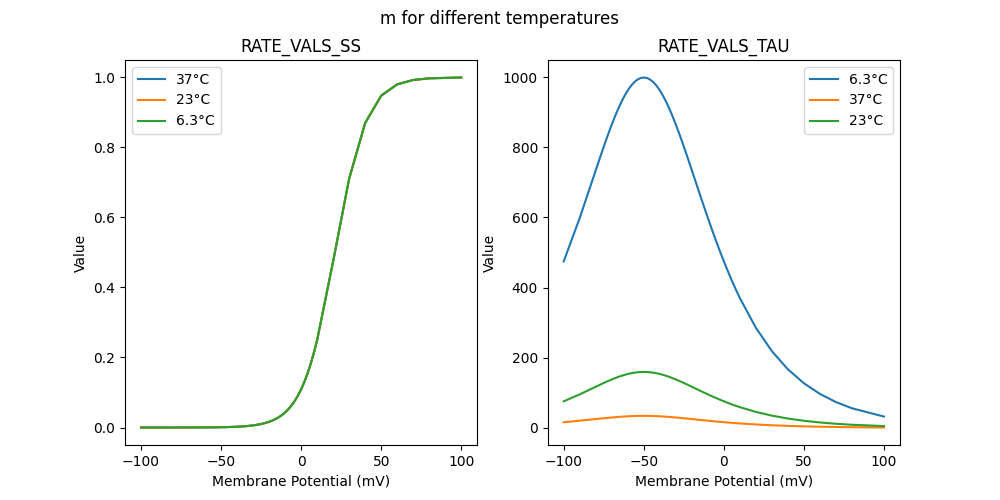 m for different temperatures
RATE_VALS_SS
1.0
0.8
0.6
0.4
0.2
0.0
Value
37°C
23°C
6.3°C
−100
−50
0
50
100
Membrane Potential (mV)
RATE_VALS_TAU
1000
800
600
400
200
0
Value
6.3°C
37°C
23°C
−100
−50
0
50
100
Membrane Potential (mV)